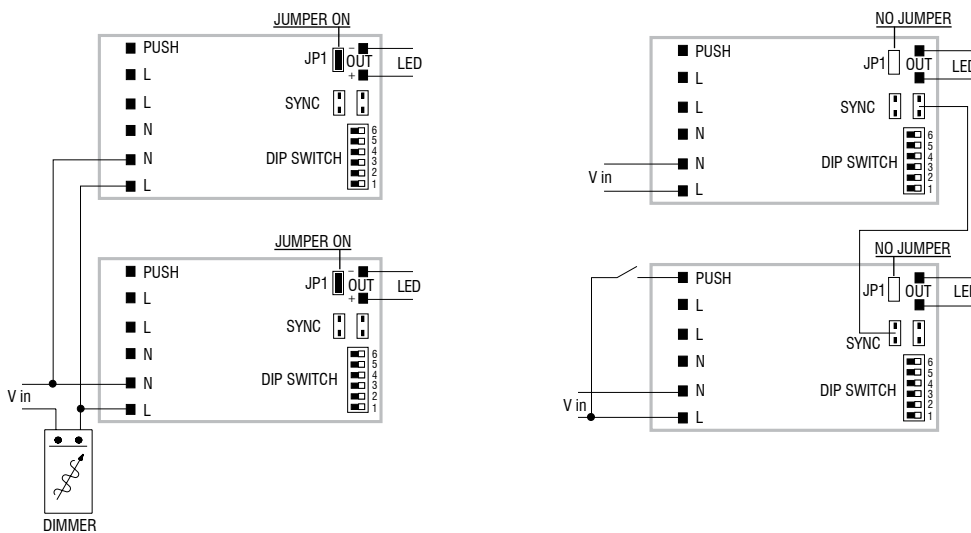 JUMPER ON
PUSH
JP1
–
OUT
+
LED
L
L
SYNC
N
DIP SWITCH
6
5
4
3
2
1
N
L
JUMPER ON
PUSH
JP1
–
OUT
+
LED
L
L
SYNC
N
DIP SWITCH
6
5
4
3
2
1
N
L
V in
DIMMER
NO JUMPER
PUSH
JP1
OUT
LED
L
L
SYNC
N
DIP SWITCH
6
5
4
3
2
1
N
L
V in
NO JUMPER
PUSH
JP1
OUT
LED
L
L
SYNC
N
DIP SWITCH
6
5
4
3
2
1
N
L
V in